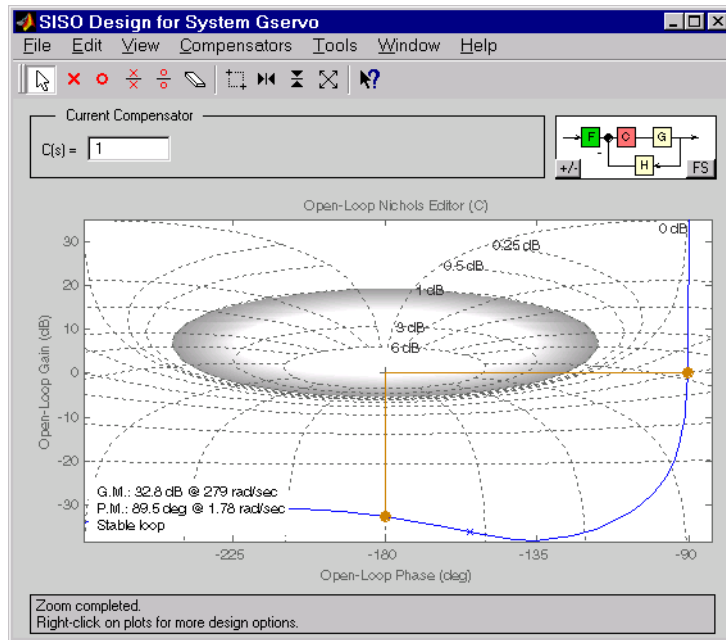 SISO Design for System Gservo
File Edit View Compensators Tools Window Help
Current Compensator
C(s) = 1
F C G
-
H
+/- FS
Open-Loop Nichols Editor (C)
0 dB
0.25 dB
0.5 dB
1 dB
3 dB
6 dB
30
20
10
0
-10
-20
-30
Open-Loop Gain (dB)
G.M.: 32.8 dB @ 279 rad/sec
P.M.: 89.5 deg @ 1.78 rad/sec
Stable loop
-225 -180 -135 -90
Open-Loop Phase (deg)
Zoom completed.
Right-click on plots for more design options.